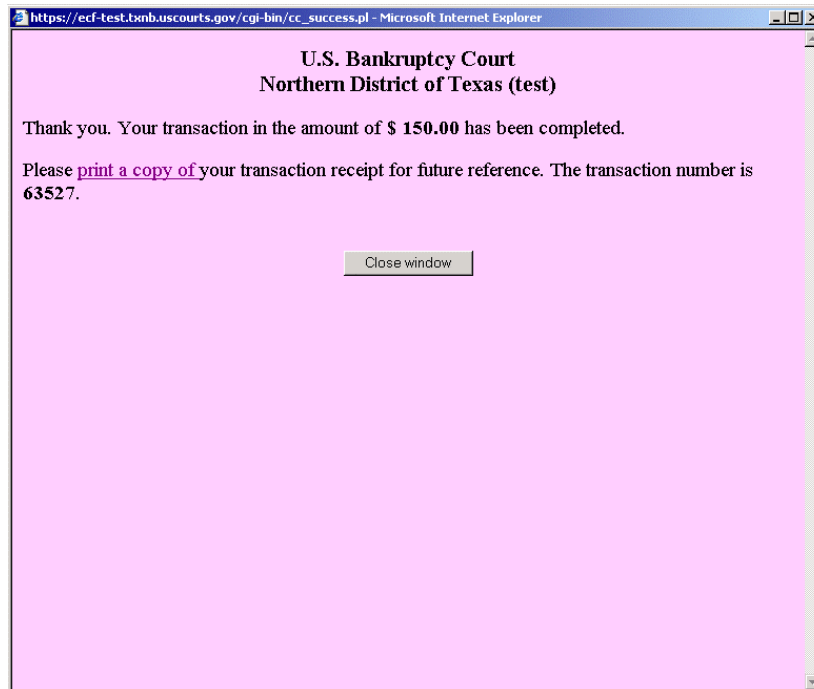 https://ecf-test.txnb.uscourts.gov/cgi-bin/cc_success.pl - Microsoft Internet Explorer
U.S. Bankruptcy Court
Northern District of Texas (test)
Thank you. Your transaction in the amount of $ 150.00 has been completed.
Please print a copy of your transaction receipt for future reference. The transaction number is
63527.
Close window